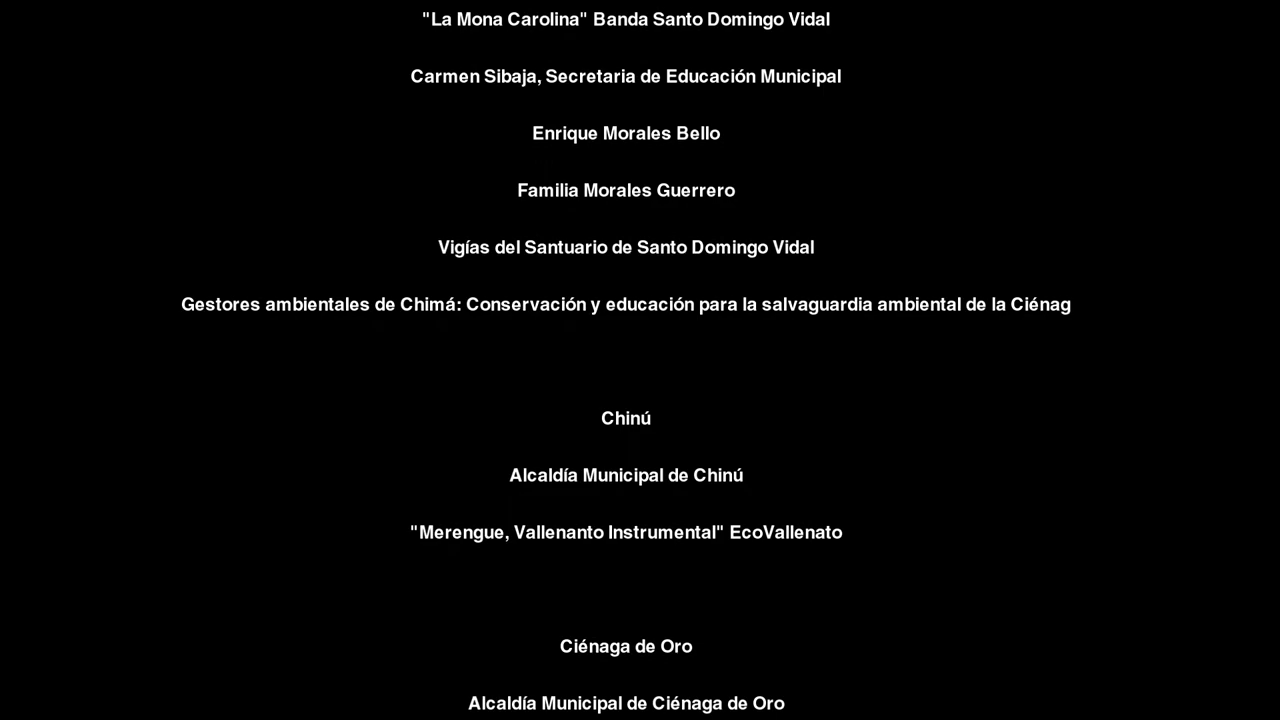 "La Mona Carolina" Banda Santo Domingo Vidal
Carmen Sibaja, Secretaria de Educación Municipal
Enrique Morales Bello
Familia Morales Guerrero
Vigías del Santuario de Santo Domingo Vidal
Gestores ambientales de Chimá: Conservación y educación para la salvaguardia ambiental de la Ciénag
Chinú
Alcaldía Municipal de Chinú
"Merengue, Vallenanto Instrumental" EcoVallenato
Ciénaga de Oro
Alcaldía Municipal de Ciénaga de Oro